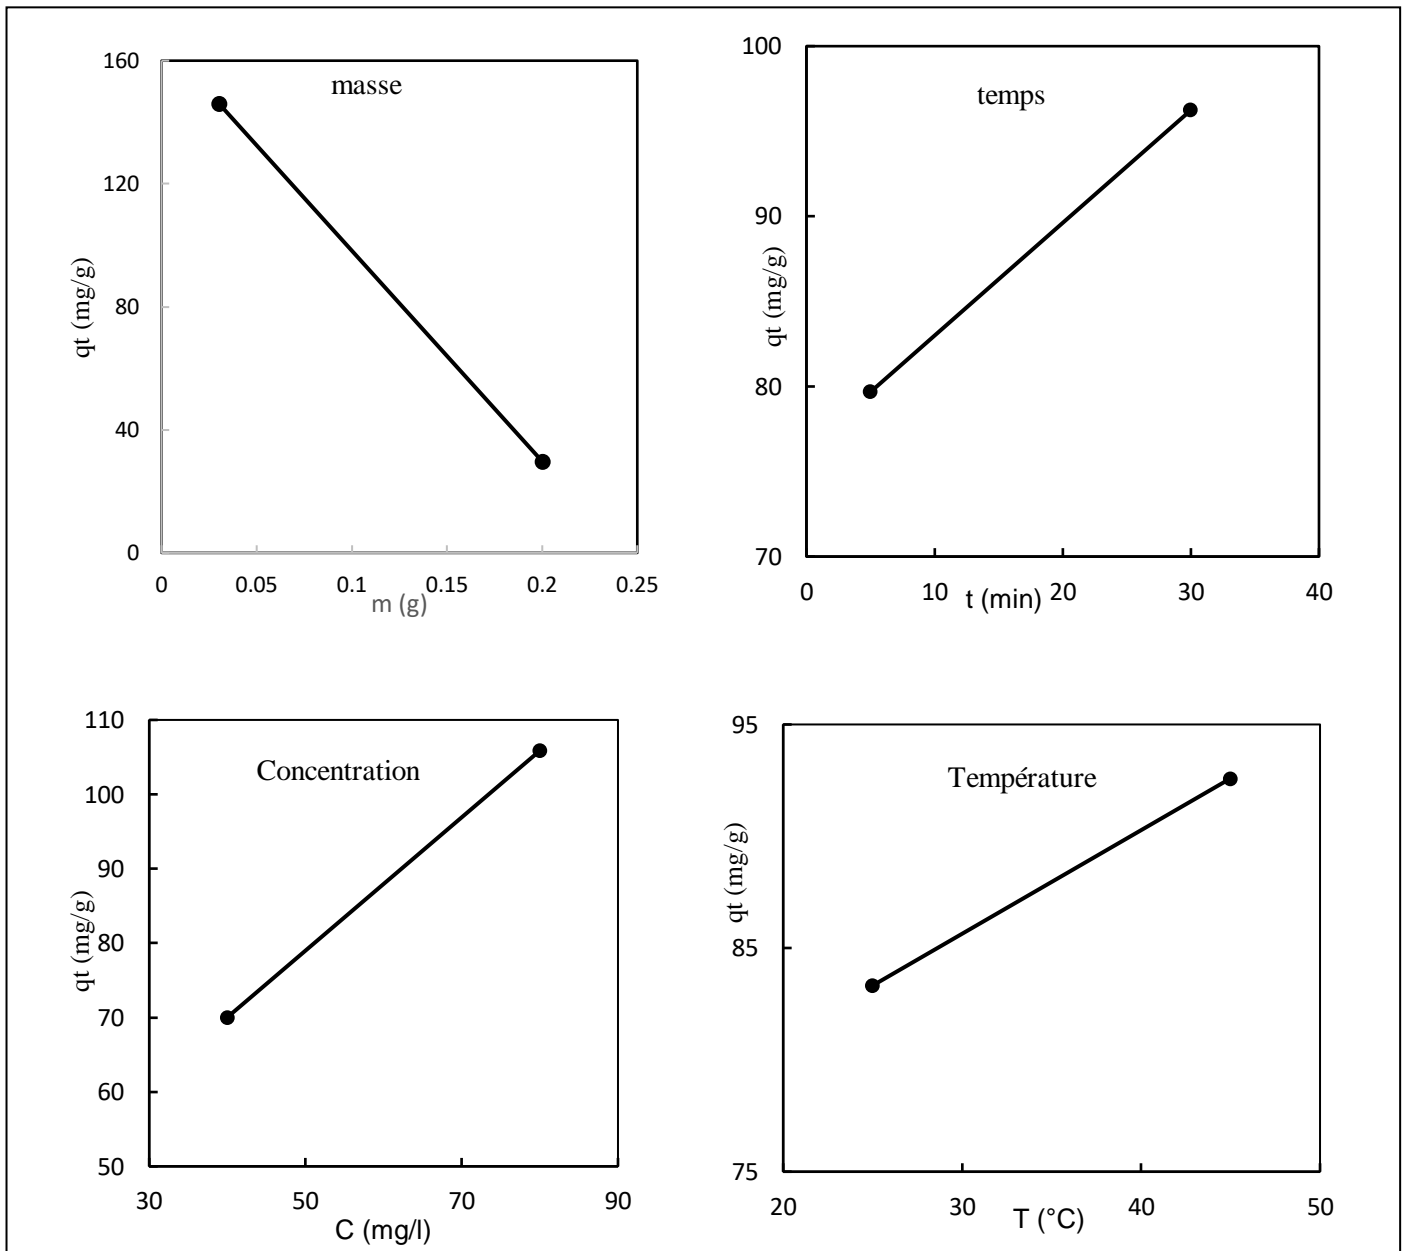 masse
160
120
80
40
0
qt (mg/g)
0 0.05 0.1 0.15 0.2 0.25
m (g)
temps
100
90
80
70
qt (mg/g)
0 10 20 30 40
t (min)
Concentration
110
100
90
80
70
60
50
qt (mg/g)
30 50 70 90
C (mg/l)
Température
95
85
75
qt (mg/g)
20 30 40 50
T (°C)